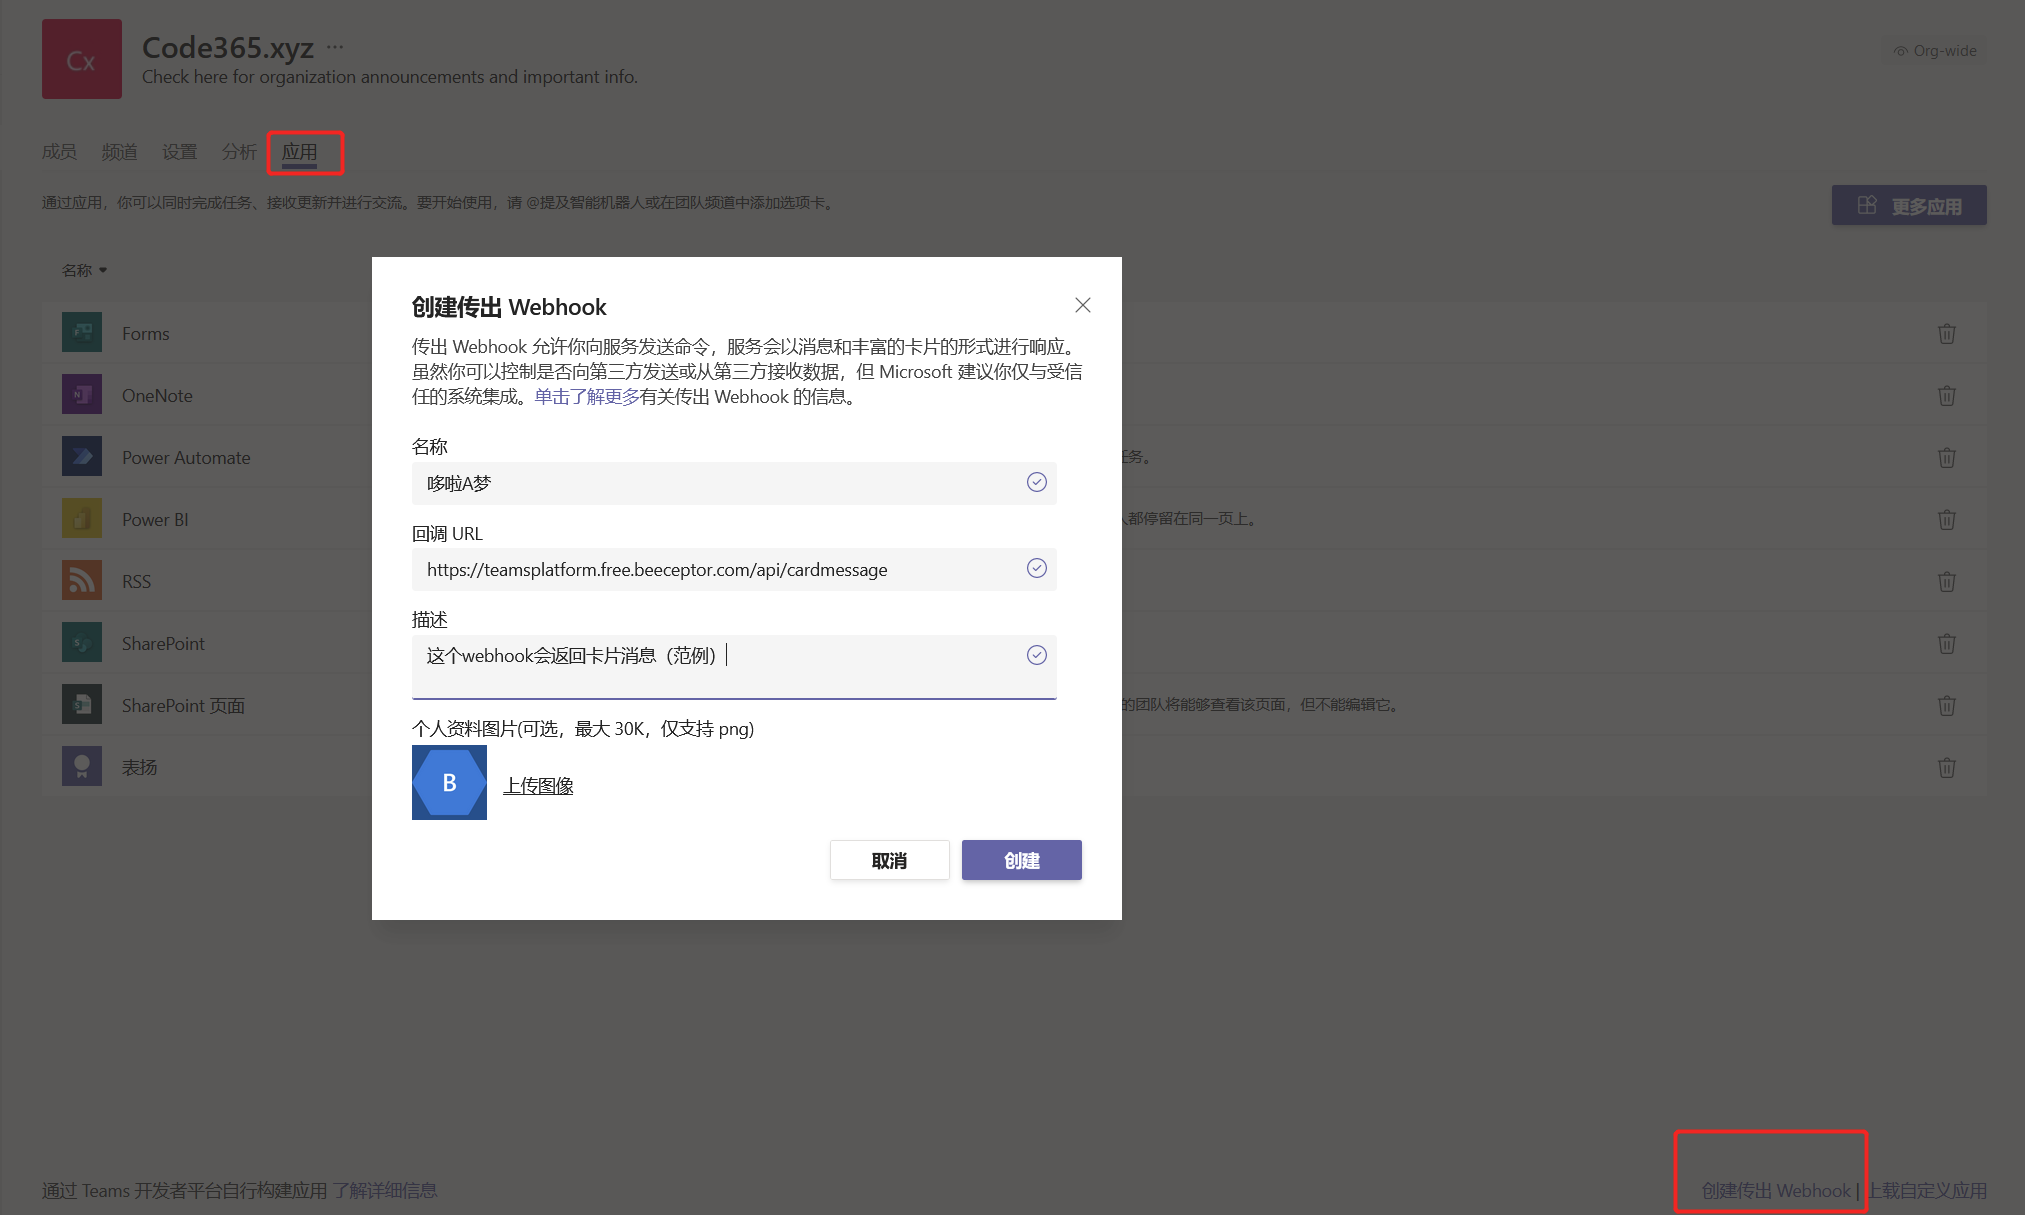 Cx
Code365.xyz ...
Check here for organization announcements and important info.
Org-wide
成员 频道 设置 分析 应用
通过应用，你可以同时完成任务、接收更新并进行交流。要开始使用，请 @提及智能机器人或在团队频道中添加选项卡。
更多应用
名称
创建传出 Webhook
传出 Webhook 允许你向服务发送命令，服务会以消息和丰富的卡片的形式进行响应。
虽然你可以控制是否向第三方发送或从第三方接收数据，但 Microsoft 建议你仅与受信
任的系统集成。单击了解更多有关传出 Webhook 的信息。
名称
哆啦A梦
回调 URL
https://teamsplatform.free.beeceptor.com/api/cardmessage
描述
这个webhook会返回卡片消息（范例）
个人资料图片(可选，最大 30K，仅支持 png)
B
上传图像
取消
创建
Forms
OneNote
Power Automate
任务。
Power BI
人都停留在同一页上。
RSS
SharePoint
SharePoint 页面
的团队将能够查看该页面，但不能编辑它。
表扬
通过 Teams 开发者平台自行构建应用 了解详细信息
创建传出 Webhook | 上载自定义应用